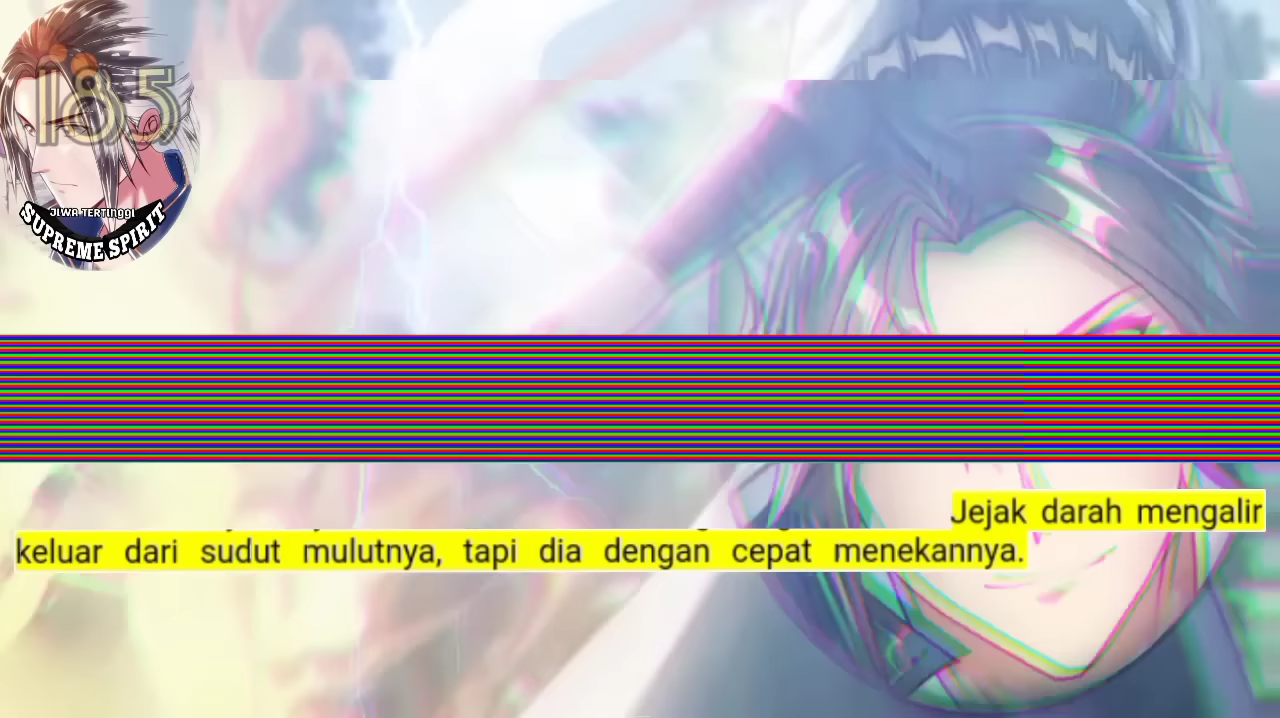 185
JIWA TERTINGGI
SUPREME SPIRIT
Jejak darah mengalir
keluar dari sudut mulutnya, tapi dia dengan cepat menekannya.